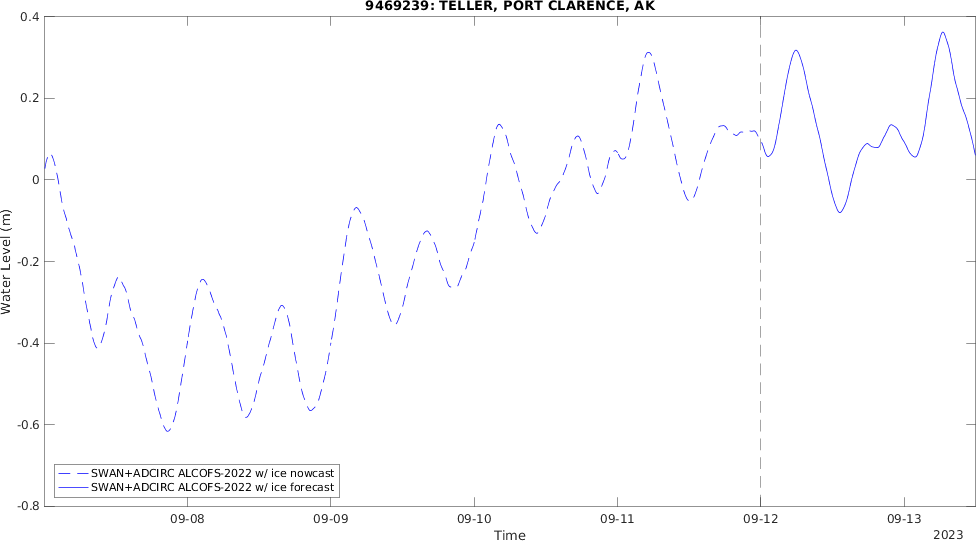 9469239: TELLER, PORT CLARENCE, AK
0.4
0.2
0
-0.2
-0.4
-0.6
-0.8
Water Level (m)
SWAN+ADCIRC ALCOFS-2022 w/ ice nowcast
SWAN+ADCIRC ALCOFS-2022 w/ ice forecast
09-08 09-09 09-10 09-11 09-12 09-13
Time
2023